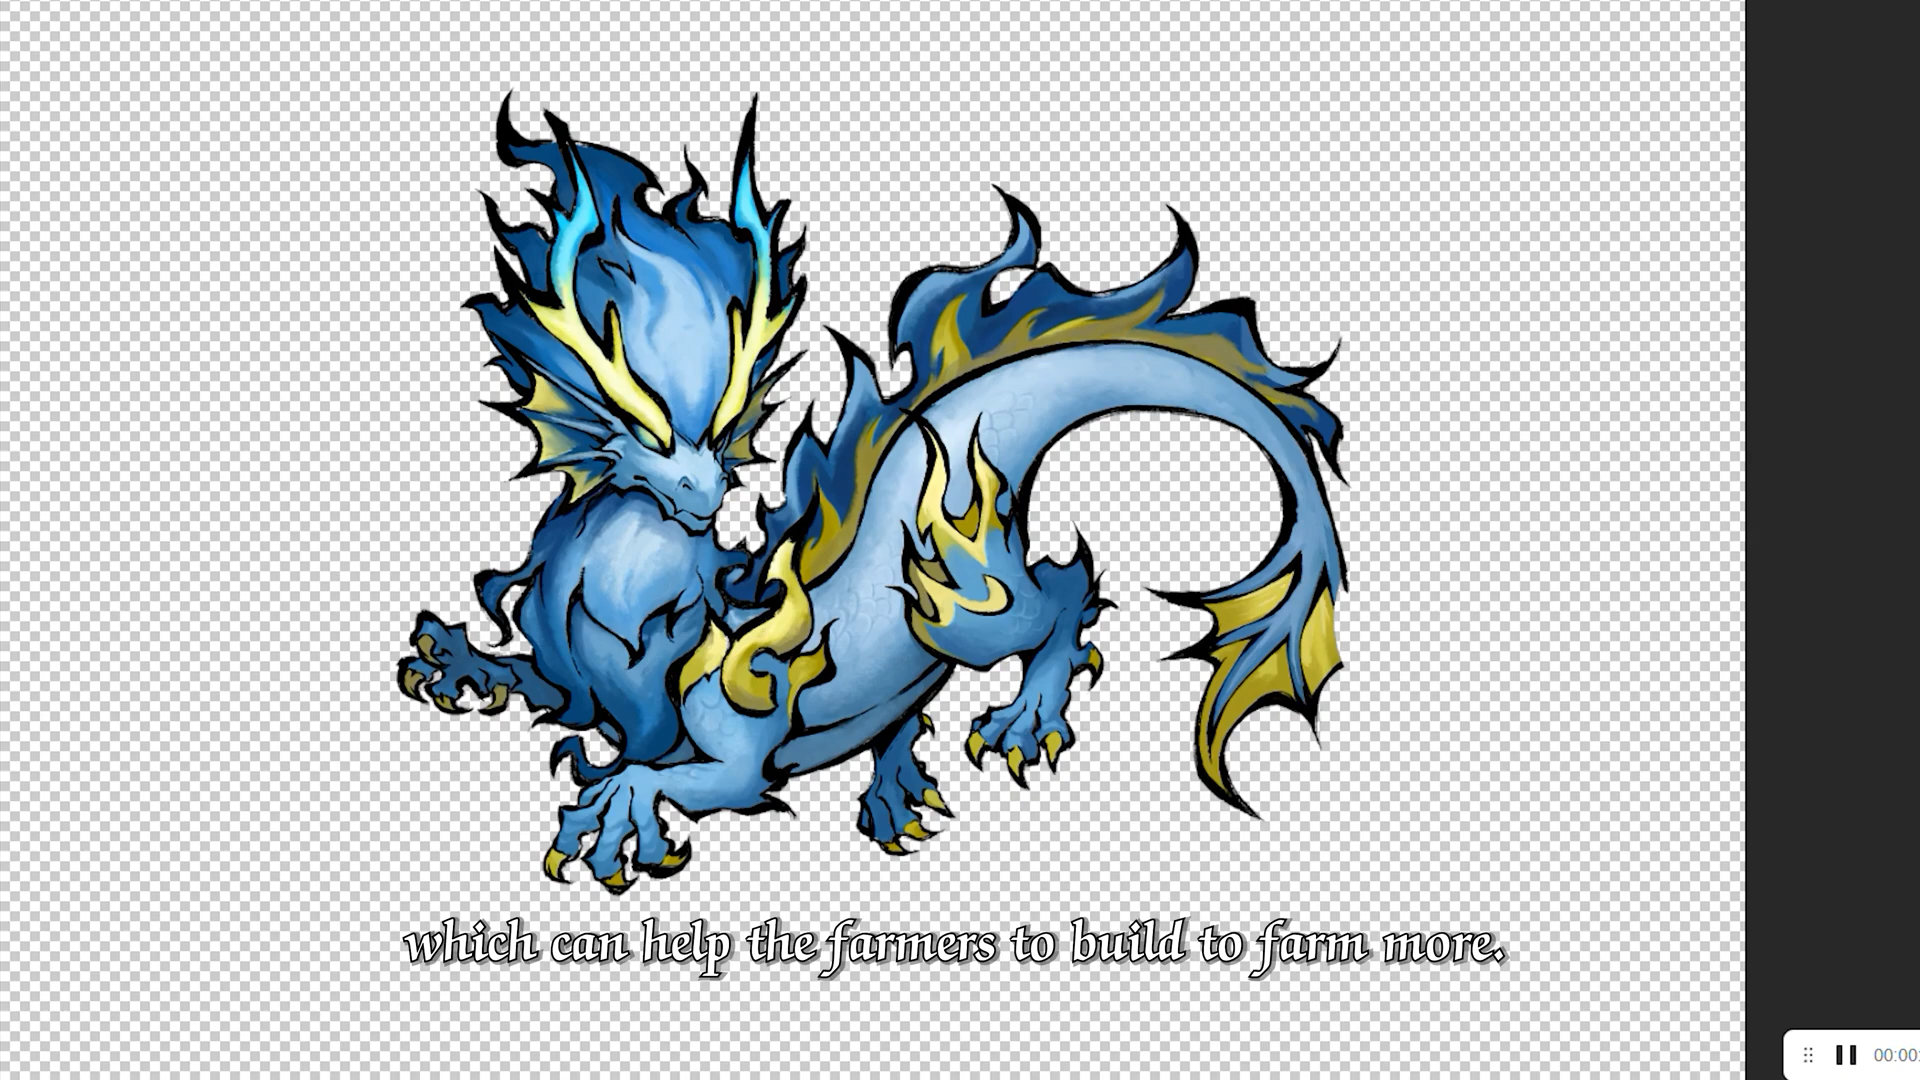 which can help the farmers to build to farm more.
00:00: